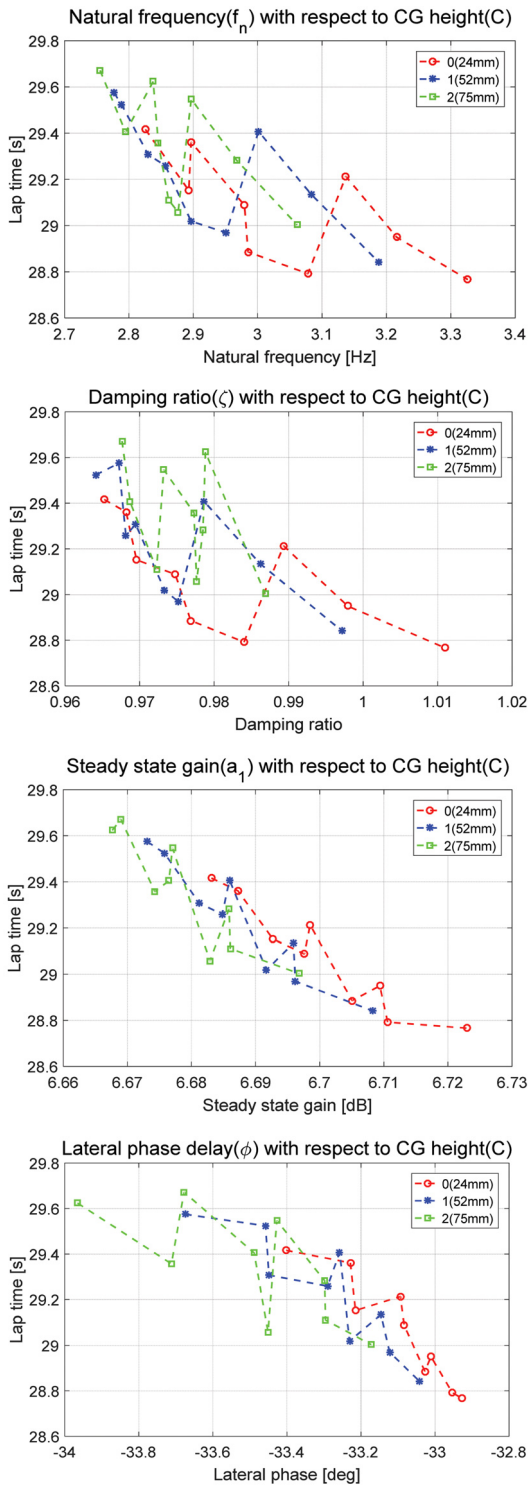 Natural frequency(fn) with respect to CG height(C)
29.8
29.6
29.4
29.2
29
28.8
28.6
Lap time [s]
0(24mm)
1(52mm)
2(75mm)
2.7 2.8 2.9 3 3.1 3.2 3.3 3.4
Natural frequency [Hz]
Damping ratio(ζ) with respect to CG height(C)
29.8
29.6
29.4
29.2
29
28.8
28.6
Lap time [s]
0(24mm)
1(52mm)
2(75mm)
0.96 0.97 0.98 0.99 1 1.01 1.02
Damping ratio
Steady state gain(a1) with respect to CG height(C)
29.8
29.6
29.4
29.2
29
28.8
28.6
Lap time [s]
0(24mm)
1(52mm)
2(75mm)
6.66 6.67 6.68 6.69 6.7 6.71 6.72 6.73
Steady state gain [dB]
Lateral phase delay(ϕ) with respect to CG height(C)
29.8
29.6
29.4
29.2
29
28.8
28.6
Lap time [s]
0(24mm)
1(52mm)
2(75mm)
-34 -33.8 -33.6 -33.4 -33.2 -33 -32.8
Lateral phase [deg]